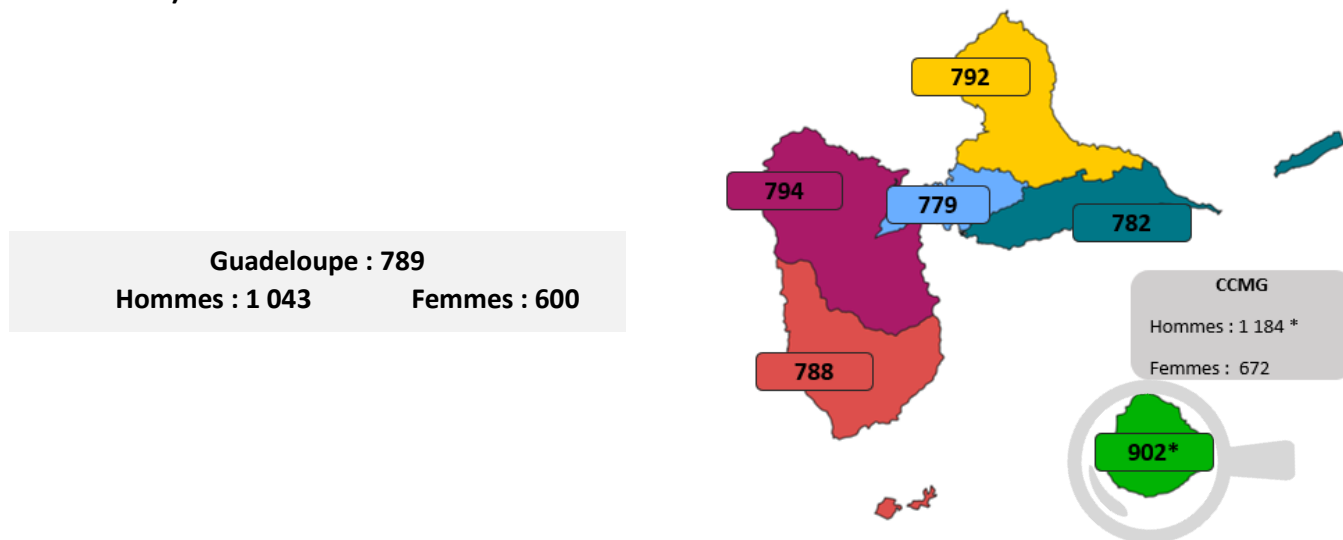 792
794
779
782
Guadeloupe : 789
Hommes : 1 043 Femmes : 600
CCMG
Hommes : 1 184 *
Femmes : 672
788
902*